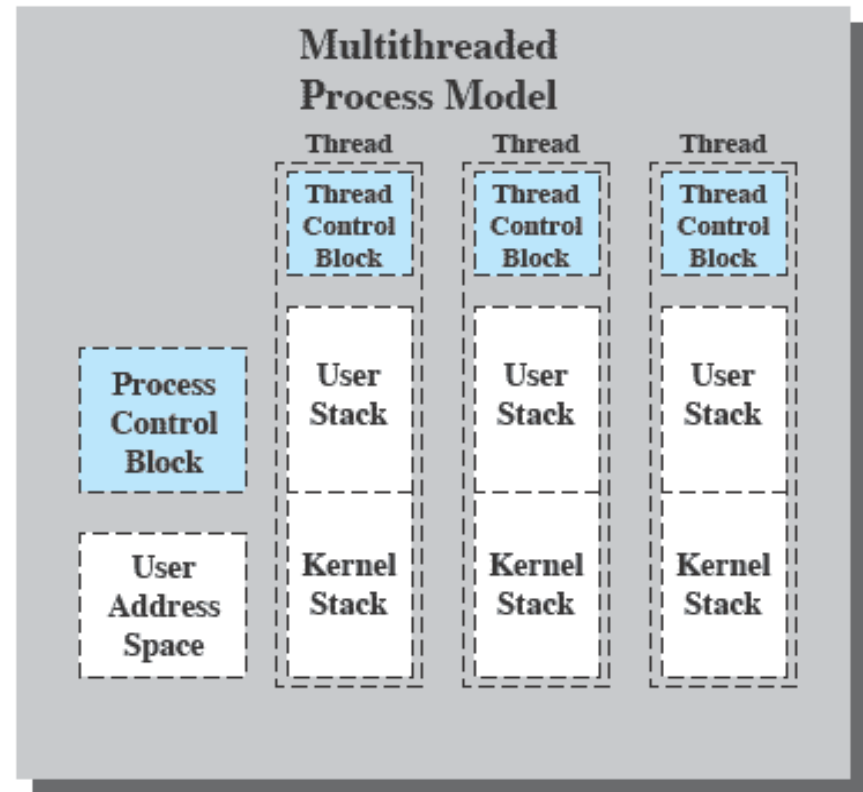 Multithreaded
Process Model
Thread
Thread
Control
Block
User
Stack
Kernel
Stack
Thread
Thread
Control
Block
User
Stack
Kernel
Stack
Thread
Thread
Control
Block
User
Stack
Kernel
Stack
Process
Control
Block
User
Address
Space